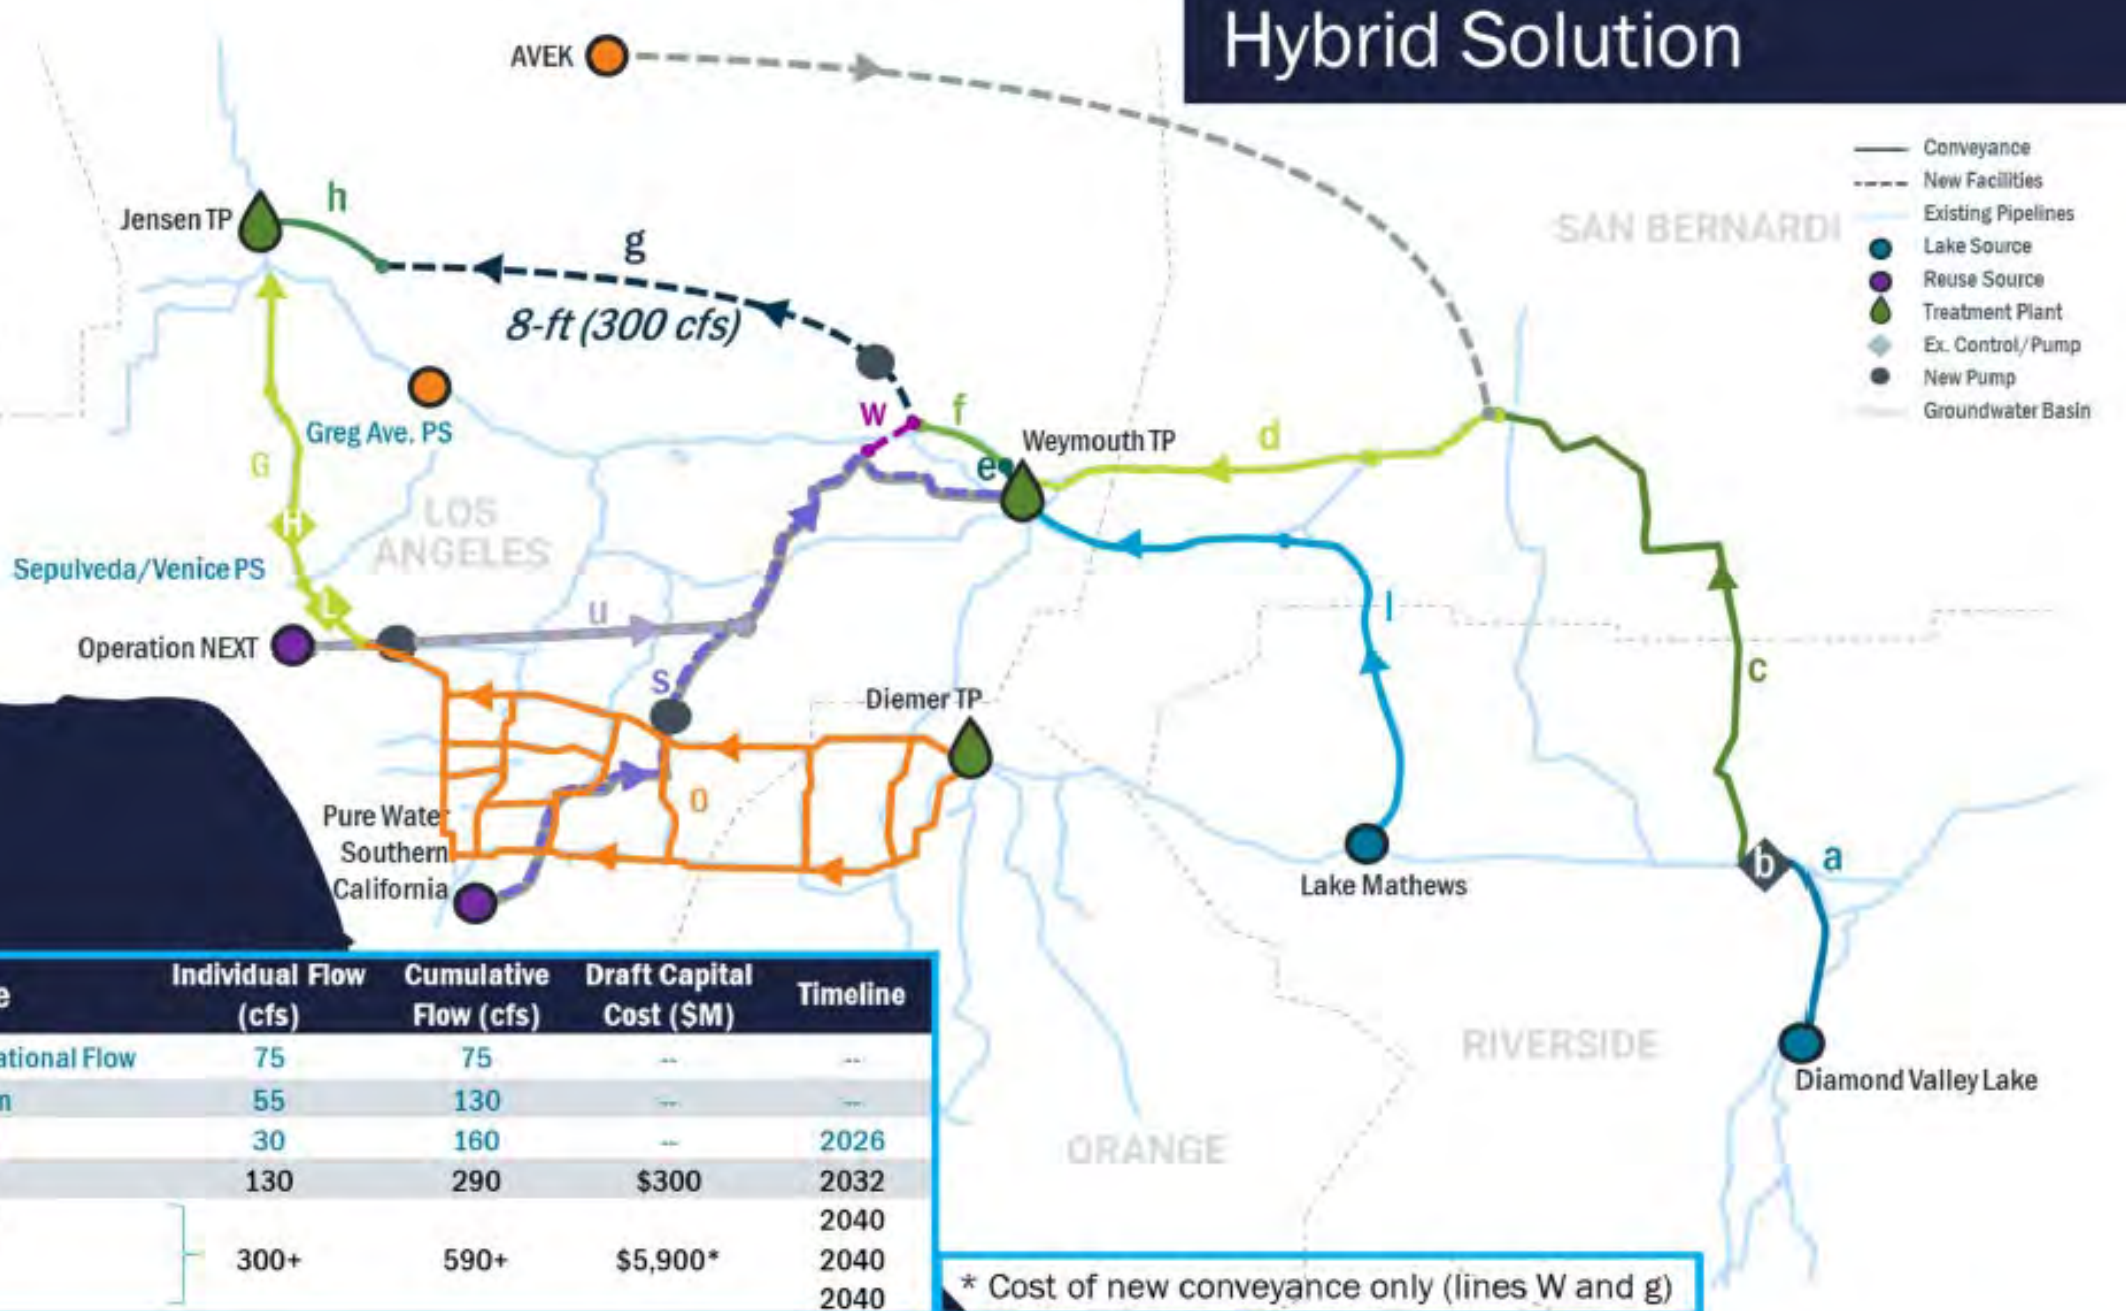 Hybrid Solution
AVEK
Conveyance
New Facilities
Existing Pipelines
Lake Source
Reuse Source
Treatment Plant
Ex. Control/Pump
New Pump
Groundwater Basin
SAN BERNARDI
Jensen TP
h
g
8-ft (300 cfs)
w
f
Weymouth TP
e
d
Greg Ave. PS
G
H
LOS
ANGELES
Sepulveda/Venice PS
L
Operation NEXT
u
l
c
s
Diemer TP
o
Pure Water
Southern
California
Lake Mathews
b
a
RIVERSIDE
Diamond Valley Lake
ORANGE
e Individual Flow (cfs) Cumulative Flow (cfs) Draft Capital Cost ($M) Timeline
ational Flow 75 75 -- --
n 55 130 -- --
30 160 -- 2026
130 290 $300 2032
2040
300+ 590+ $5,900* 2040
2040
* Cost of new conveyance only (lines W and g)